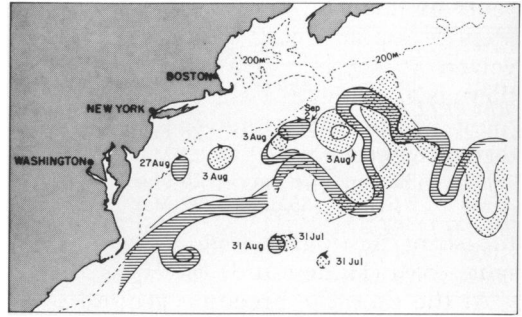 200M
200M
BOSTON
NEW YORK
Sep
2
3 Aug
WASHINGTON
27 Aug
3 Aug
3 Aug
31 Aug
31 Jul
31 Jul